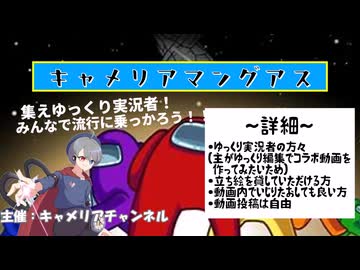 キャメリアマングアス
集えゆっくり実況者！
みんなで流行に乗っかろう！！
～詳細～
•ゆっくり実況者の方々
(主がゆっくり編集でコラボ動画を
作ってみたいため)
•立ち絵を貸していただける方
•動画内でいじりたおしても良い方
•動画投稿は自由
主催：キャメリアチャンネル